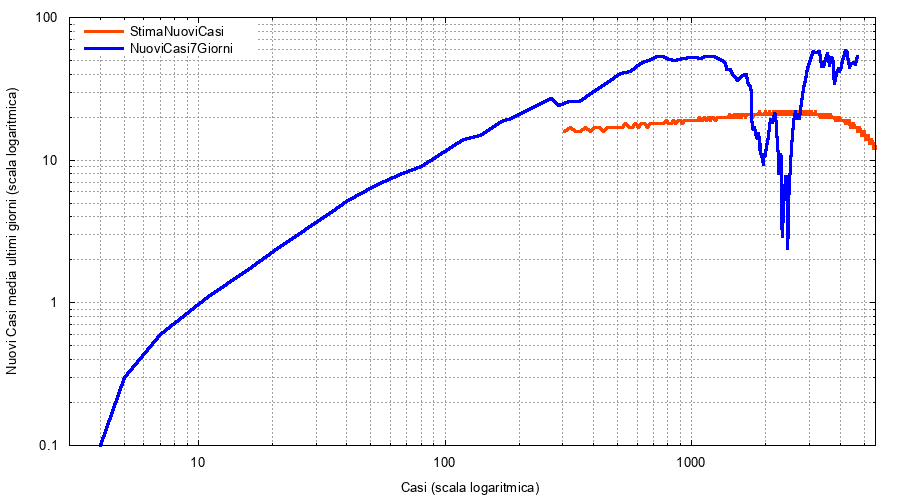 100
StimaNuoviCasi
NuoviCasi7Giorni
10
1
0.1
Nuovi Casi media ultimi giorni (scala logaritmica)
10
100
1000
Casi (scala logaritmica)